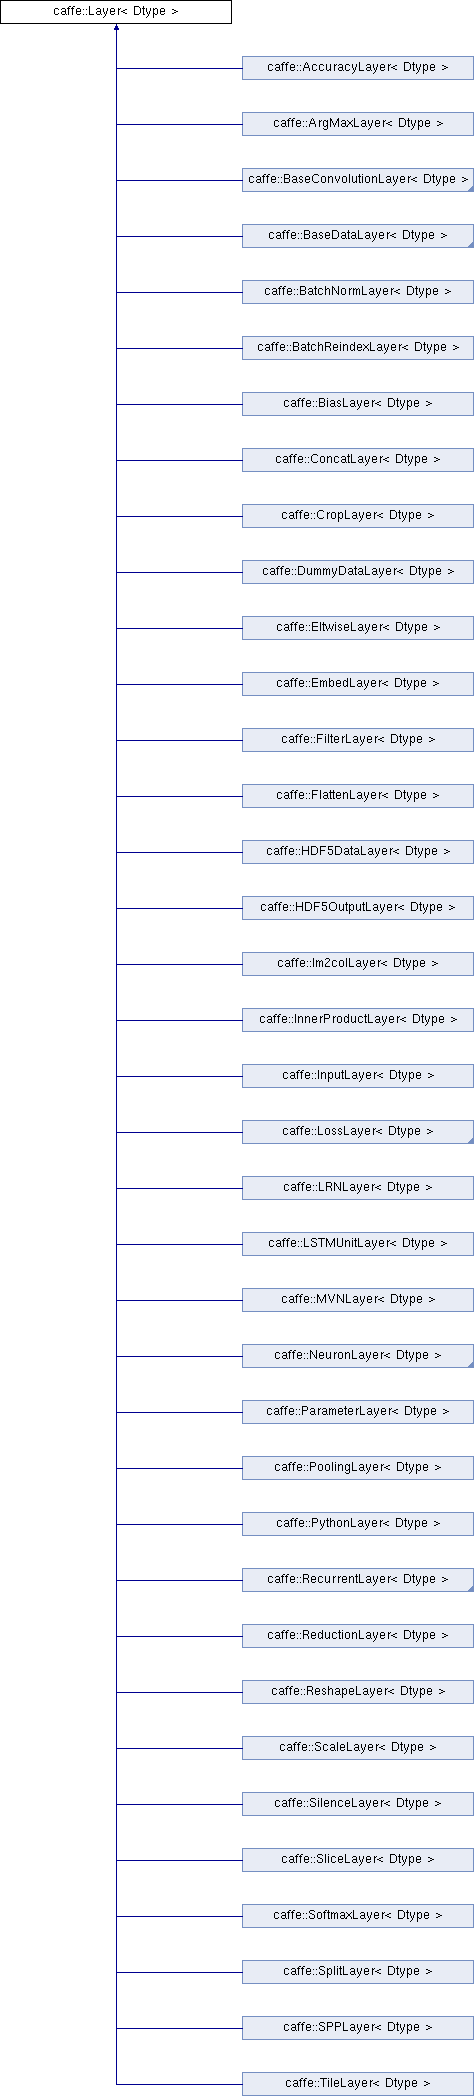 caffe::Layer< Dtype >
caffe::AccuracyLayer< Dtype >
caffe::ArgMaxLayer< Dtype >
caffe::BaseConvolutionLayer< Dtype >
caffe::BaseDataLayer< Dtype >
caffe::BatchNormLayer< Dtype >
caffe::BatchReindexLayer< Dtype >
caffe::BiasLayer< Dtype >
caffe::ConcatLayer< Dtype >
caffe::CropLayer< Dtype >
caffe::DummyDataLayer< Dtype >
caffe::EltwiseLayer< Dtype >
caffe::EmbedLayer< Dtype >
caffe::FilterLayer< Dtype >
caffe::FlattenLayer< Dtype >
caffe::HDF5DataLayer< Dtype >
caffe::HDF5OutputLayer< Dtype >
caffe::Im2colLayer< Dtype >
caffe::InnerProductLayer< Dtype >
caffe::InputLayer< Dtype >
caffe::LossLayer< Dtype >
caffe::LRNLayer< Dtype >
caffe::LSTMUnitLayer< Dtype >
caffe::MVNLayer< Dtype >
caffe::NeuronLayer< Dtype >
caffe::ParameterLayer< Dtype >
caffe::PoolingLayer< Dtype >
caffe::PythonLayer< Dtype >
caffe::RecurrentLayer< Dtype >
caffe::ReductionLayer< Dtype >
caffe::ReshapeLayer< Dtype >
caffe::ScaleLayer< Dtype >
caffe::SilenceLayer< Dtype >
caffe::SliceLayer< Dtype >
caffe::SoftmaxLayer< Dtype >
caffe::SplitLayer< Dtype >
caffe::SPPLayer< Dtype >
caffe::TileLayer< Dtype >